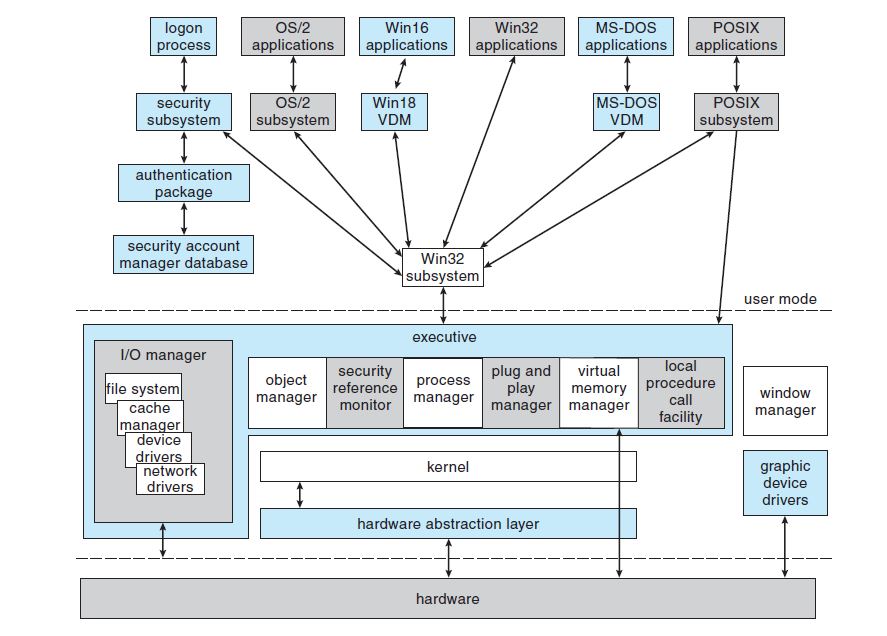 logon
process
OS/2
applications
Win16
applications
Win32
applications
MS-DOS
applications
POSIX
applications
security
subsystem
OS/2
subsystem
Win18
VDM
MS-DOS
VDM
POSIX
subsystem
authentication
package
security account
manager database
Win32
subsystem
user mode
executive
I/O manager
file system
cache
manager
device
drivers
network
drivers
object
manager
security
reference
monitor
process
manager
plug and
play
manager
virtual
memory
manager
local
procedure
call
facility
window
manager
kernel
graphic
device
drivers
hardware abstraction layer
hardware